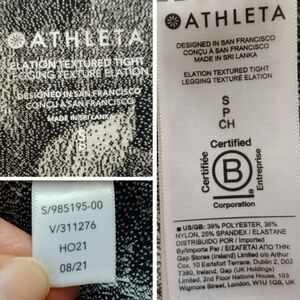 ATHLETA
ELATION TEXTURED TIGHT
LEGGING TEXTURE ELATION
DESIGNED IN SAN FRANCISCO
CONÇU À SAN FRANCISCO
MADE IN SRI LANKA
S/985195-00
V/311276
HO21
08/21
ATHLETA
DESIGNED IN SAN FRANCISCO
CONÇU À SAN FRANCISCO
MADE IN SRI LANKA
ELATION TEXTURED TIGHT
LEGGING TEXTURE ELATION
S
P
CH
Certified
Certifiée
B
Corporation
US/GB: 39% POLYESTER, 36%
NYLON, 25% SPANDEX/ ELASTANE
DISTRIBUIDO POR / Imported
By/Importé Par/ ΕΙΣΑΓΕΤΑΙ ΑΠΟ ΤΗΝ:
Gap Stores (Ireland) Limited c/o Arthur
Cox, 10 Earlsfort Terrace, Dublin 2, D02
T380, Ireland, Gap (UK Holdings)
Limited, 2nd Floor Suites East, 103
Wigmore Street, London, W1U 1QS, UK